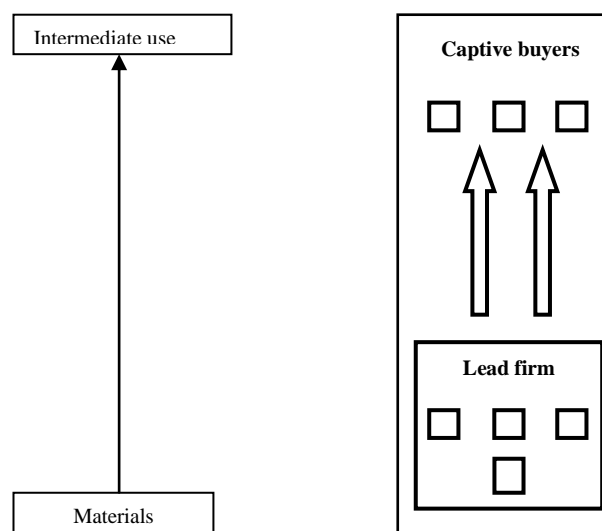 Intermediate use
Captive buyers
Lead firm
Materials